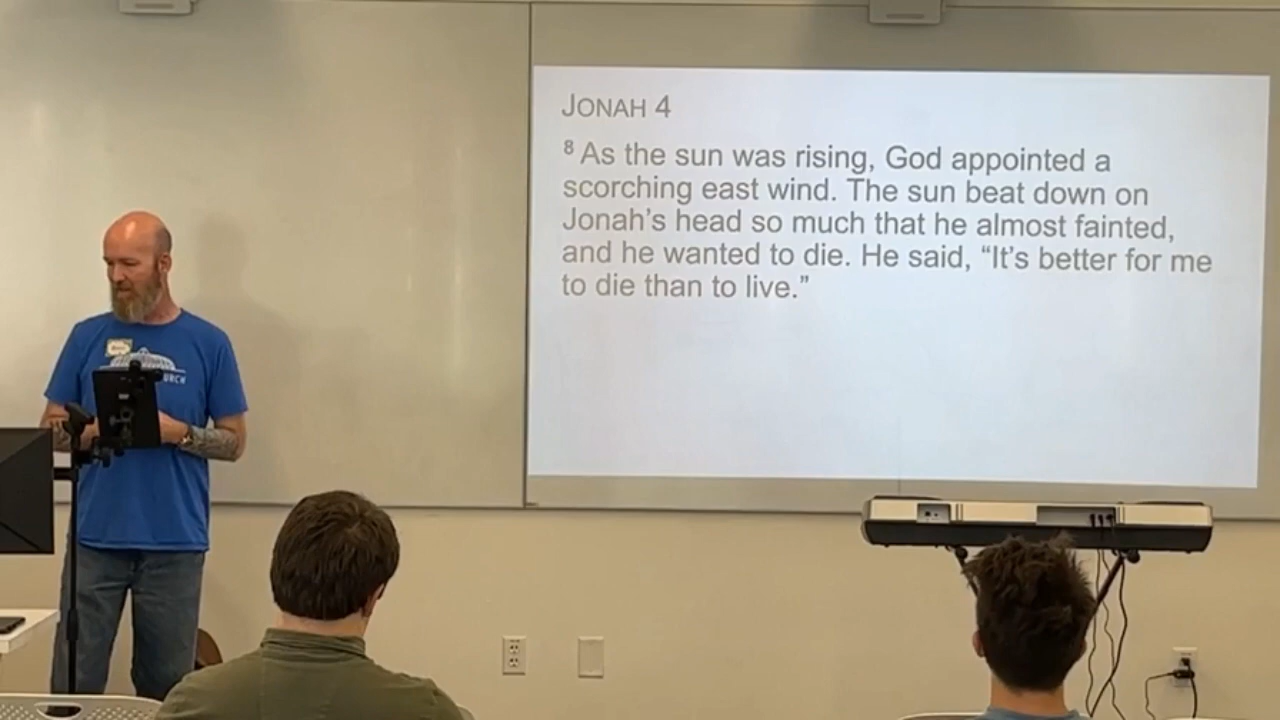 JONAH 4
8 As the sun was rising, God appointed a
scorching east wind. The sun beat down on
Jonah’s head so much that he almost fainted,
and he wanted to die. He said, “It’s better for me
to die than to live.”